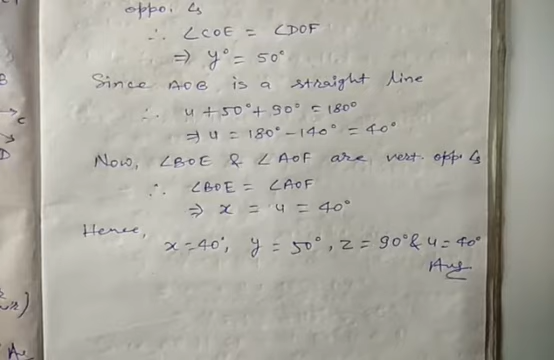 oppo. ∠s
∴ ∠COE = ∠DOF
⇒ y° = 50°
Since AOB is a straight line
∴ u + 50° + 90° = 180°
⇒ u = 180° - 140° = 40°
Now, ∠BOE & ∠AOF are vert. opp ∠s
∴ ∠BOE = ∠AOF
⇒ x = u = 40°
Hence,
x = 40°, y = 50°, z = 90° & u = 40°
Ans